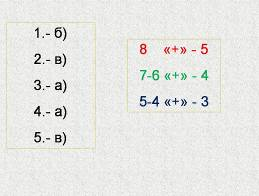 1.- б)
2.- в)
3.- а)
4.- а)
5.- в)
8 «+» - 5
7-6 «+» - 4
5-4 «+» - 3